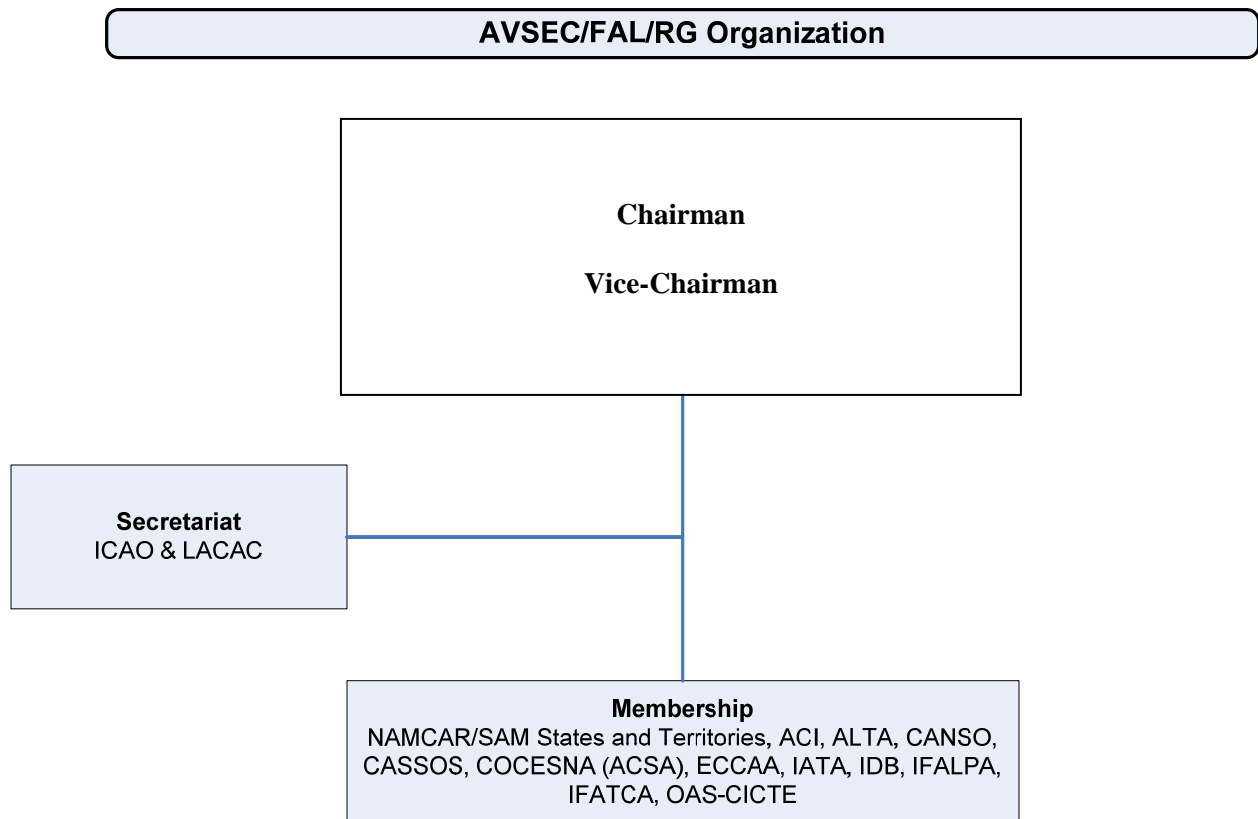 AVSEC/FAL/RG Organization
Chairman
Vice-Chairman
Secretariat
ICAO & LACAC
Membership
NAMCAR/SAM States and Territories, ACI, ALTA, CANSO,
CASSOS, COCESNA (ACSA), ECCAA, IATA, IDB, IFALPA,
IFATCA, OAS-CICTE